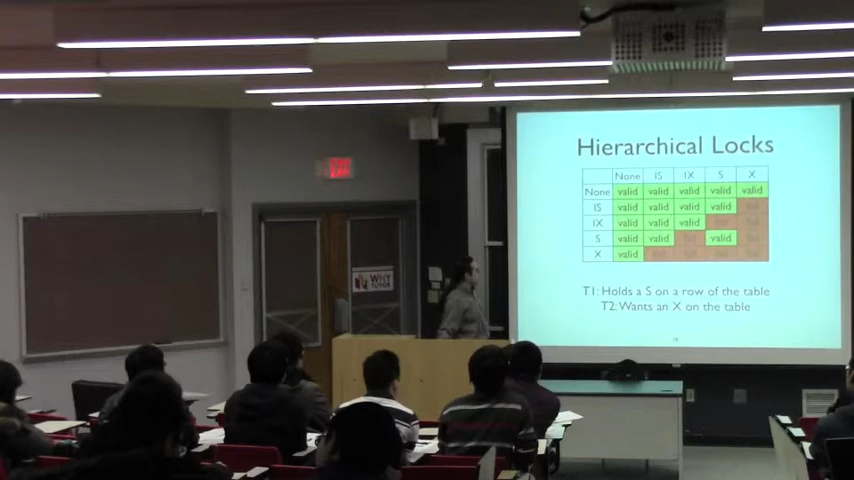 EXIT
WHY
TUTOR
Hierarchical Locks
None IS IX S X
None valid valid valid valid valid
IS valid valid valid valid
IX valid valid valid
S valid valid valid
X valid
T1: Holds a S on a row of the table
T2: Wants an X on the table